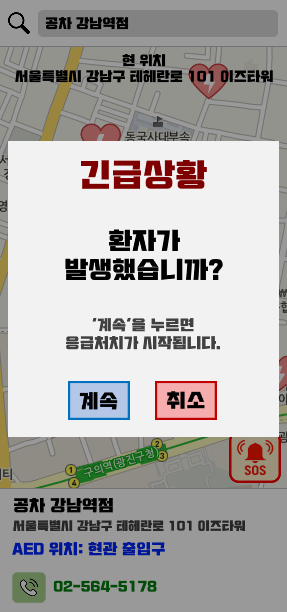 공차 강남역점
현 위치
서울특별시 강남구 테헤란로 101 이즈타워
동국사대부속
긴급상황
환자가
발생했습니까?
'계속'을 누르면
응급처치가 시작됩니다.
계속
취소
구의역(광진구청)
1
2
3
4
SOS
공차 강남역점
서울특별시 강남구 테헤란로 101 이즈타워
AED 위치: 현관 출입구
02-564-5178